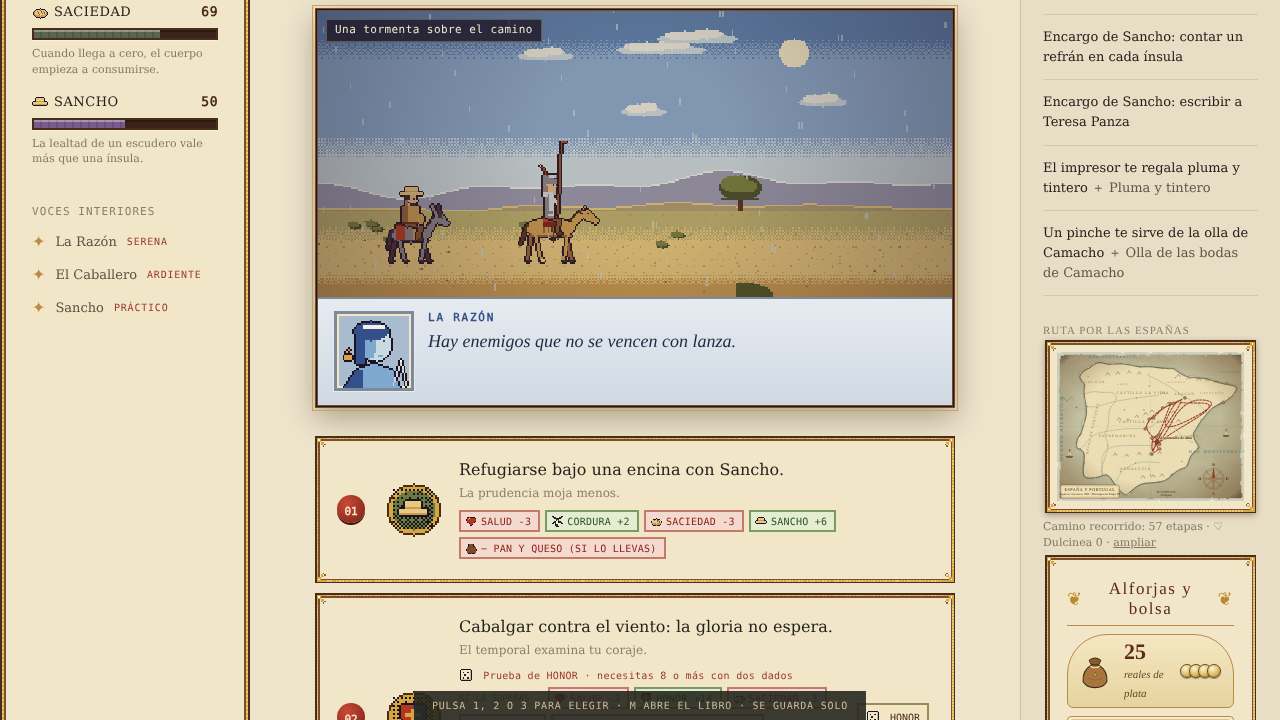 SACIEDAD 69
Cuando llega a cero, el cuerpo
empieza a consumirse.
SANCHO 50
La lealtad de un escudero vale
más que una ínsula.
VOCES INTERIORES
La Razón SERENA
El Caballero ARDIENTE
Sancho PRÁCTICO
Una tormenta sobre el camino
LA RAZÓN
Hay enemigos que no se vencen con lanza.
01
Refugiarse bajo una encina con Sancho.
La prudencia moja menos.
SALUD -3 CORDURA +2 SACIEDAD -3 SANCHO +6
− PAN Y QUESO (SI LO LLEVAS)
02
Cabalgar contra el viento: la gloria no espera.
El temporal examina tu coraje.
Prueba de HONOR · necesitas 8 o más con dos dados
HONOR
PULSA 1, 2 O 3 PARA ELEGIR · M ABRE EL LIBRO · SE GUARDA SOLO
Encargo de Sancho: contar un
refrán en cada ínsula
Encargo de Sancho: escribir a
Teresa Panza
El impresor te regala pluma y
tintero + Pluma y tintero
Un pinche te sirve de la olla de
Camacho + Olla de las bodas
de Camacho
RUTA POR LAS ESPAÑAS
ESPAÑA Y PORTUGAL
Camino recorrido: 57 etapas · ♡
Dulcinea 0 · ampliar
Alforjas y
bolsa
25
reales de
plata